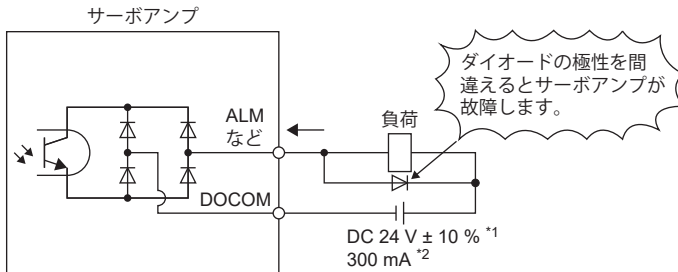 サーボアンプ
ALM
など
DOCOM
負荷
ダイオードの極性を間
違えるとサーボアンプが
故障します。
DC 24 V ± 10 % *1
300 mA *2